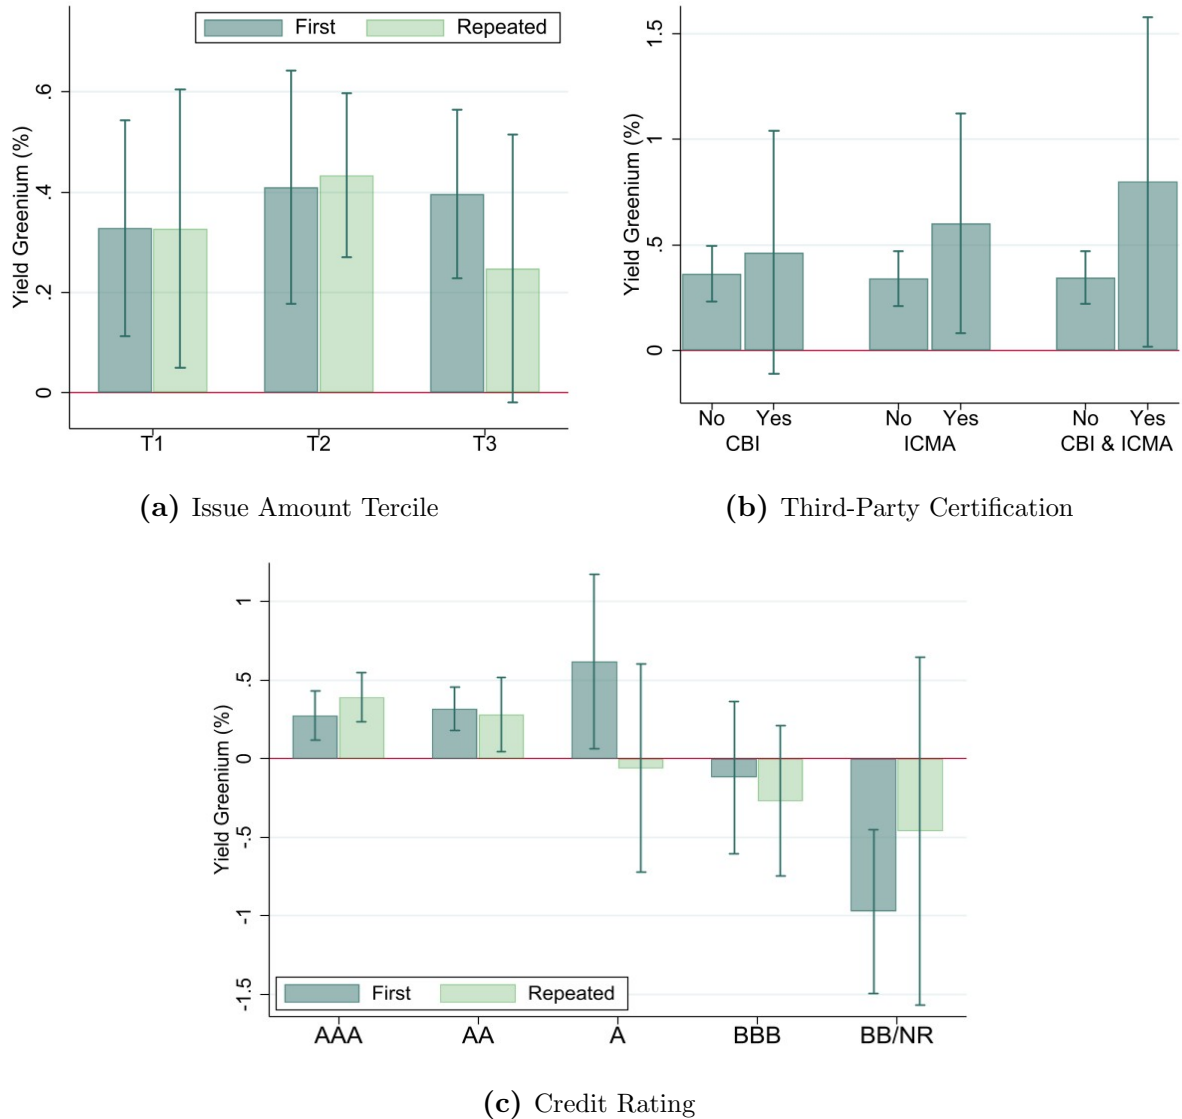 First Repeated
Yield Greenium (%)
.6
.4
.2
0
T1 T2 T3
(a) Issue Amount Tercile
Yield Greenium (%)
1.5
1
.5
0
No Yes No Yes No Yes
CBI ICMA CBI & ICMA
(b) Third-Party Certification
Yield Greenium (%)
1
.5
0
-.5
-1
-1.5
First Repeated
AAA AA A BBB BB/NR
(c) Credit Rating